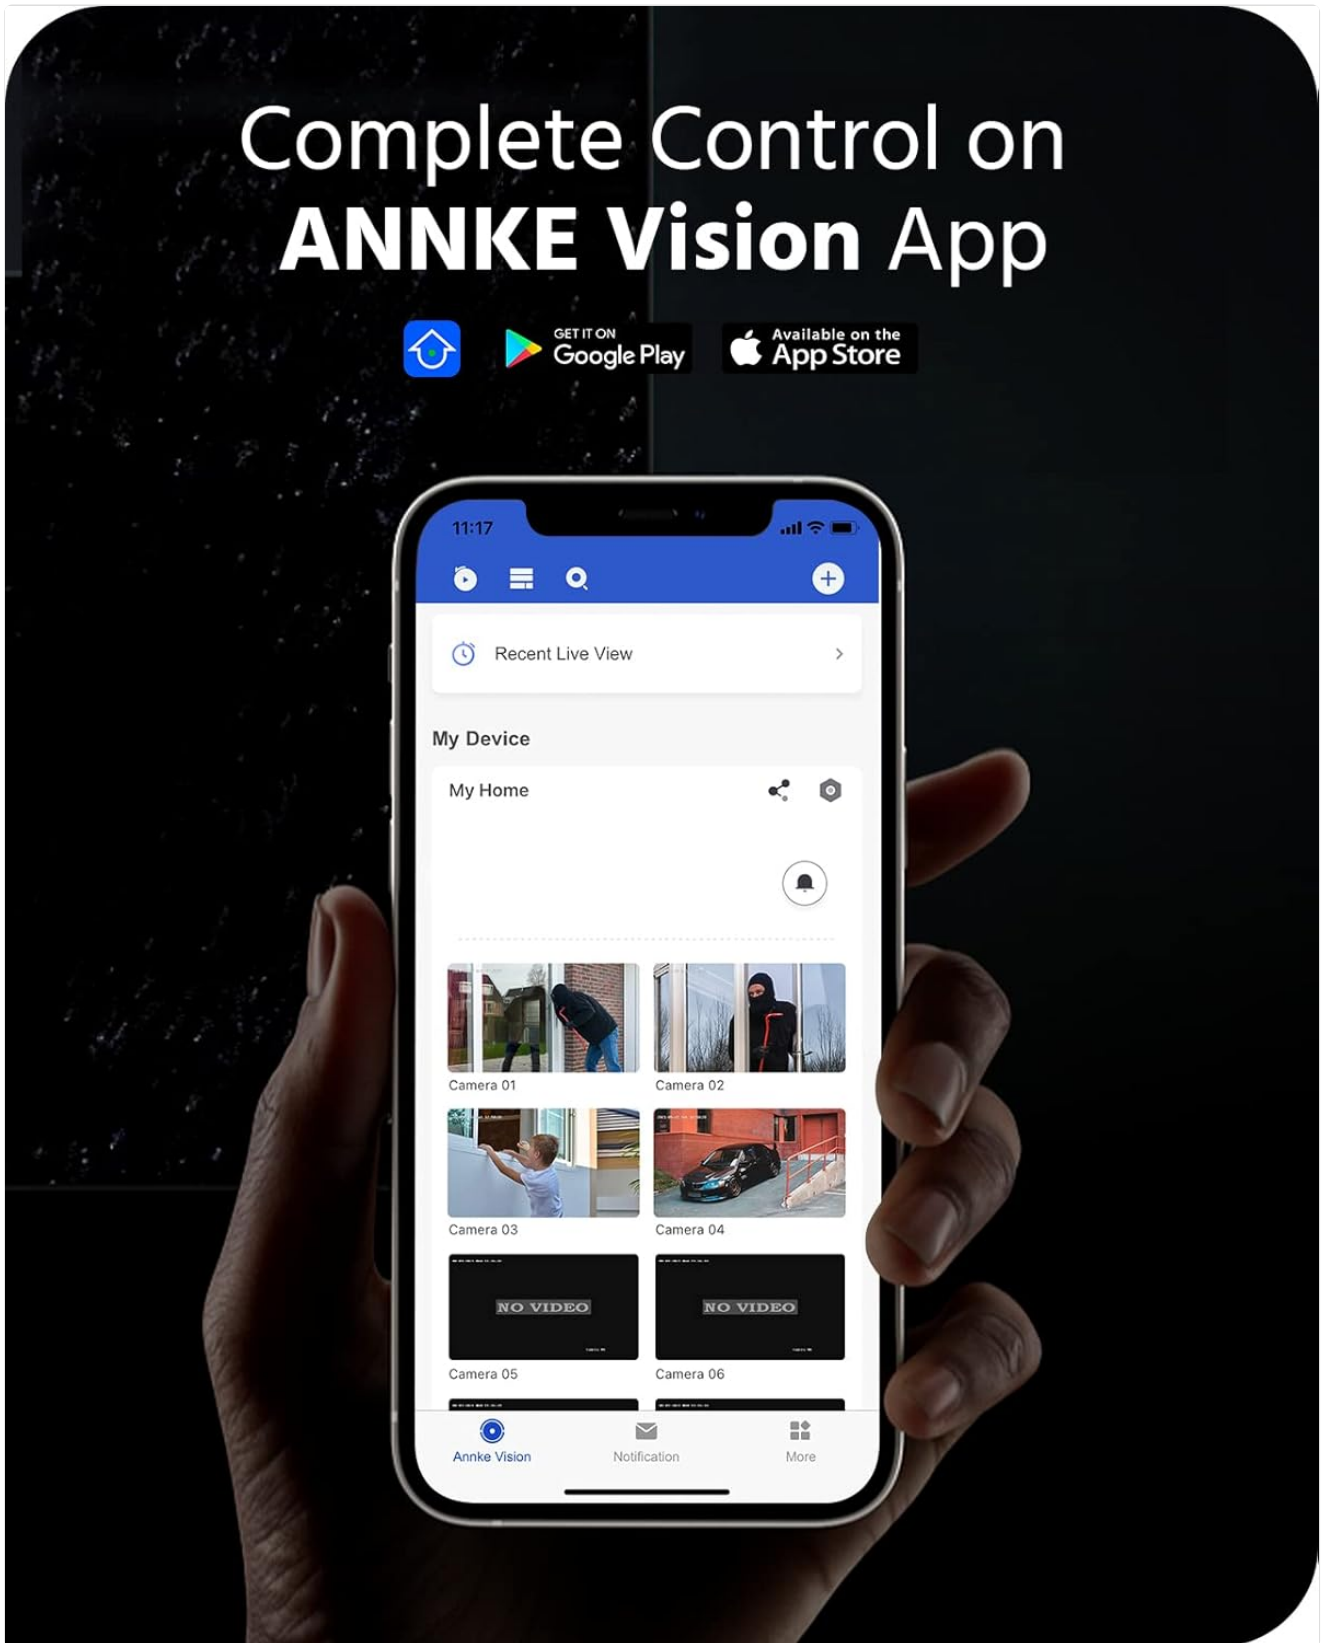 Complete Control on
ANNKE Vision App
GET IT ON
Google Play
Available on the
App Store
11:17
Recent Live View
My Device
My Home
Camera 01
Camera 02
Camera 03
Camera 04
NO VIDEO
NO VIDEO
Camera 05
Camera 06
Annke Vision
Notification
More